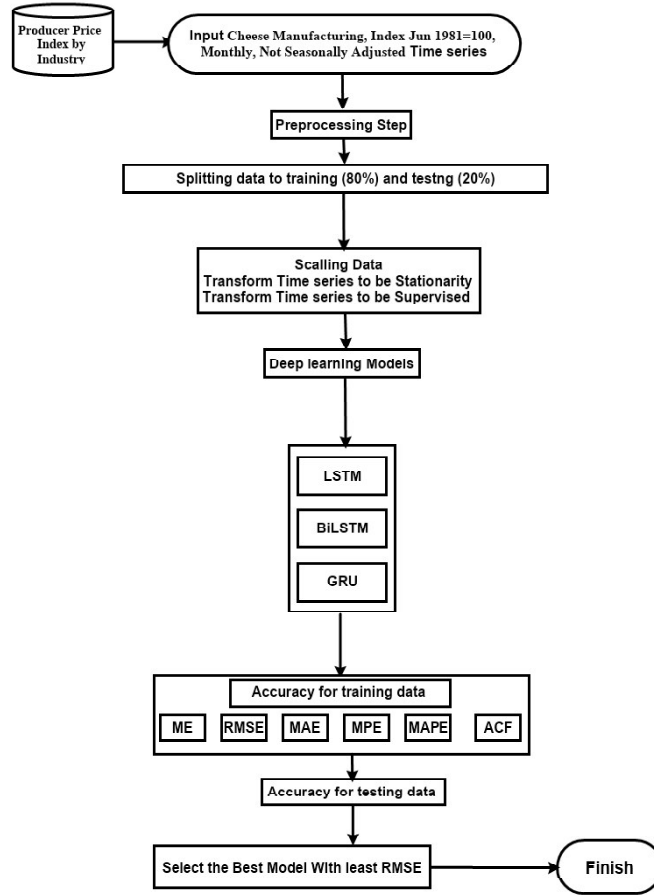 Producer Price
Index by
Industry
Input Cheese Manufacturing, Index Jun 1981=100,
Monthly, Not Seasonally Adjusted Time series
Preprocessing Step
Splitting data to training (80%) and testng (20%)
Scalling Data
Transform Time series to be Stationarity
Transform Time series to be Supervised
Deep learning Models
LSTM
BiLSTM
GRU
Accuracy for training data
ME RMSE MAE MPE MAPE ACF
Accuracy for testing data
Select the Best Model With least RMSE
Finish